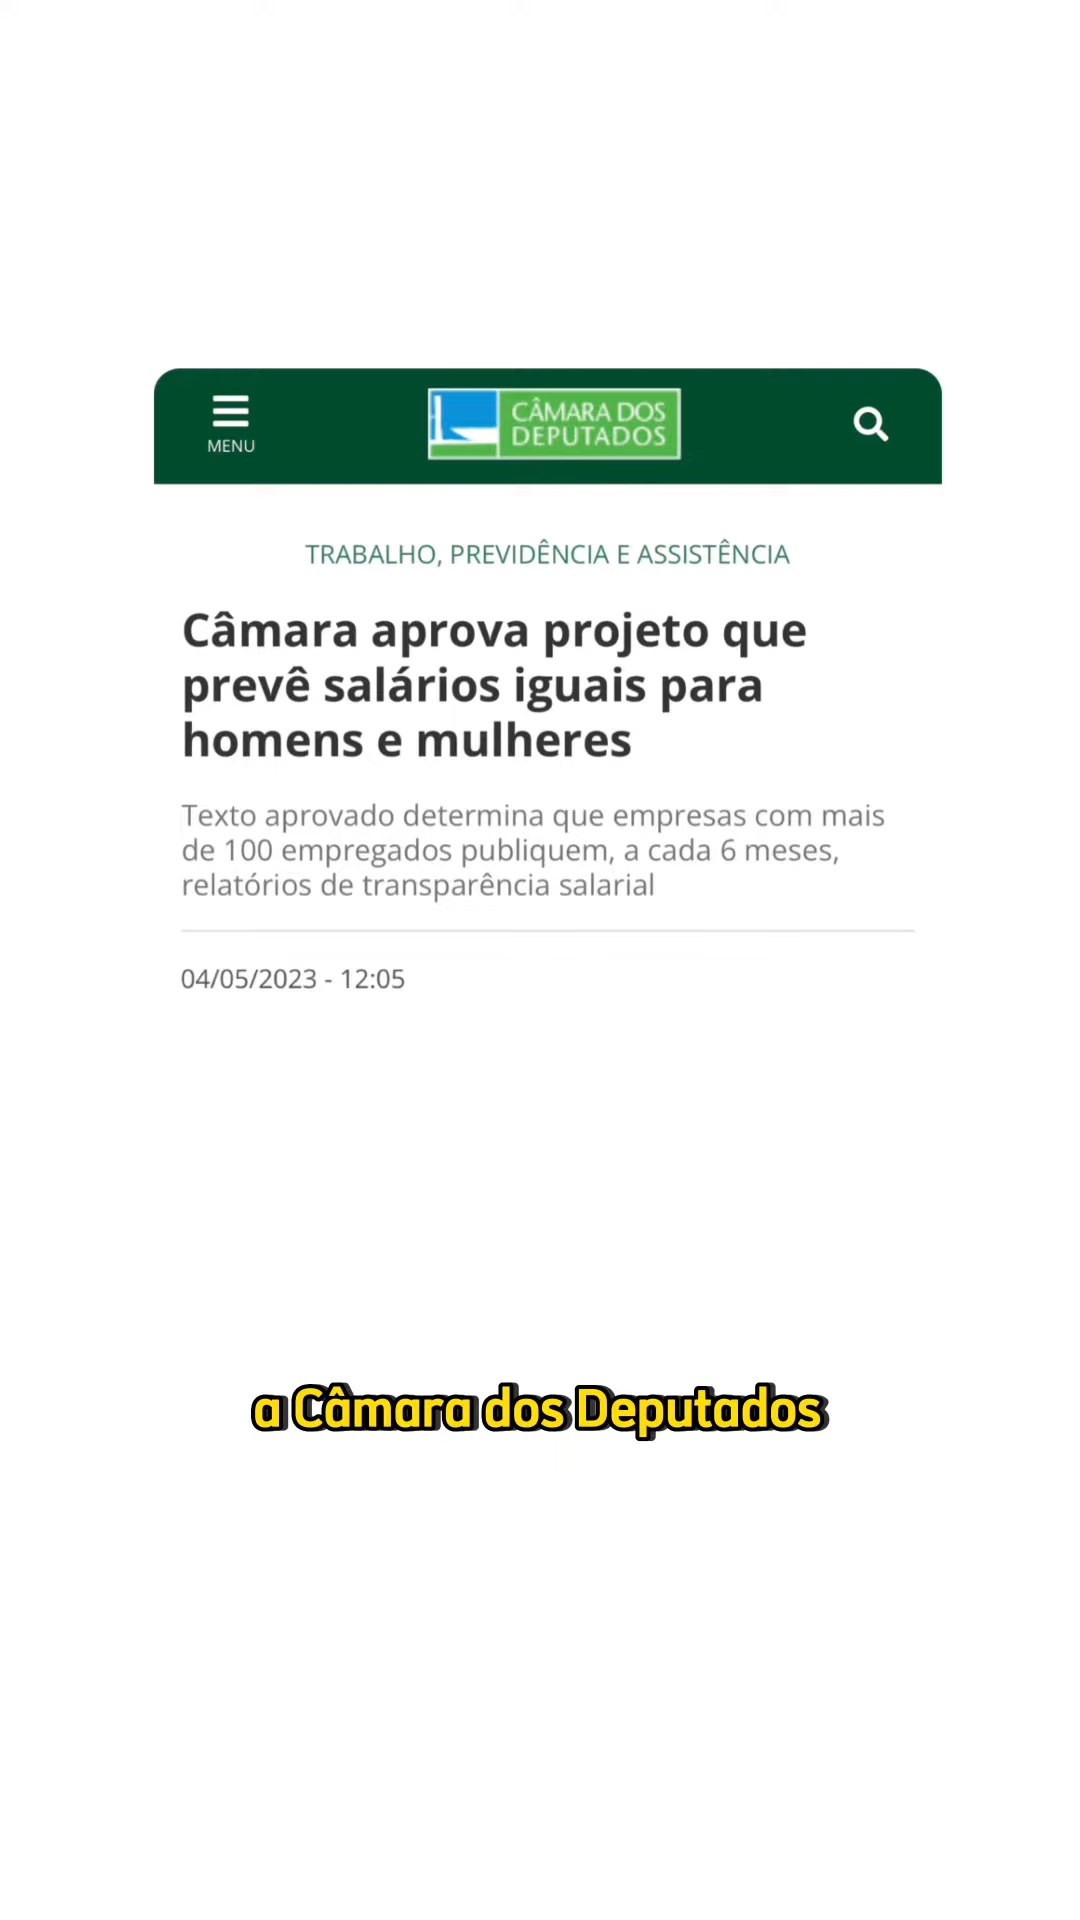 MENU
CÂMARA DOS
DEPUTADOS
TRABALHO, PREVIDÊNCIA E ASSISTÊNCIA
Câmara aprova projeto que
prevê salários iguais para
homens e mulheres
Texto aprovado determina que empresas com mais
de 100 empregados publiquem, a cada 6 meses,
relatórios de transparência salarial
04/05/2023 - 12:05
a Câmara dos Deputados